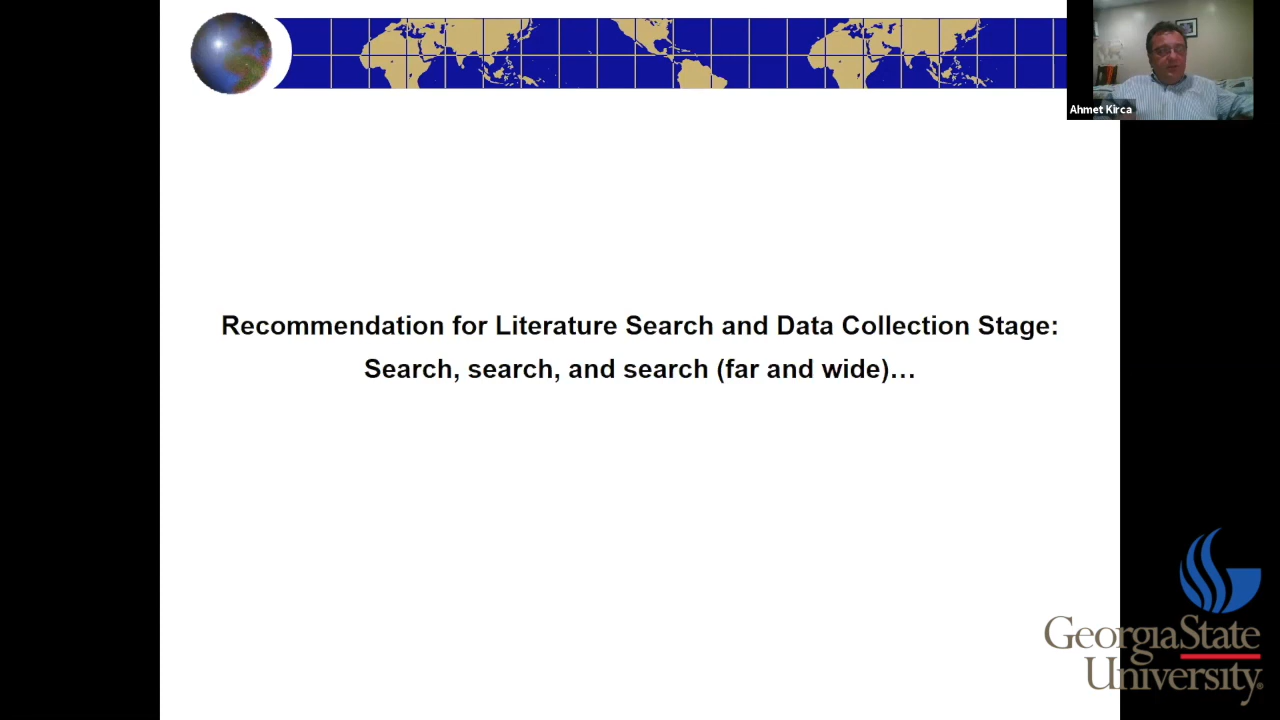 Ahmet Kirca
Recommendation for Literature Search and Data Collection Stage:
Search, search, and search (far and wide)…
GeorgiaState
University®